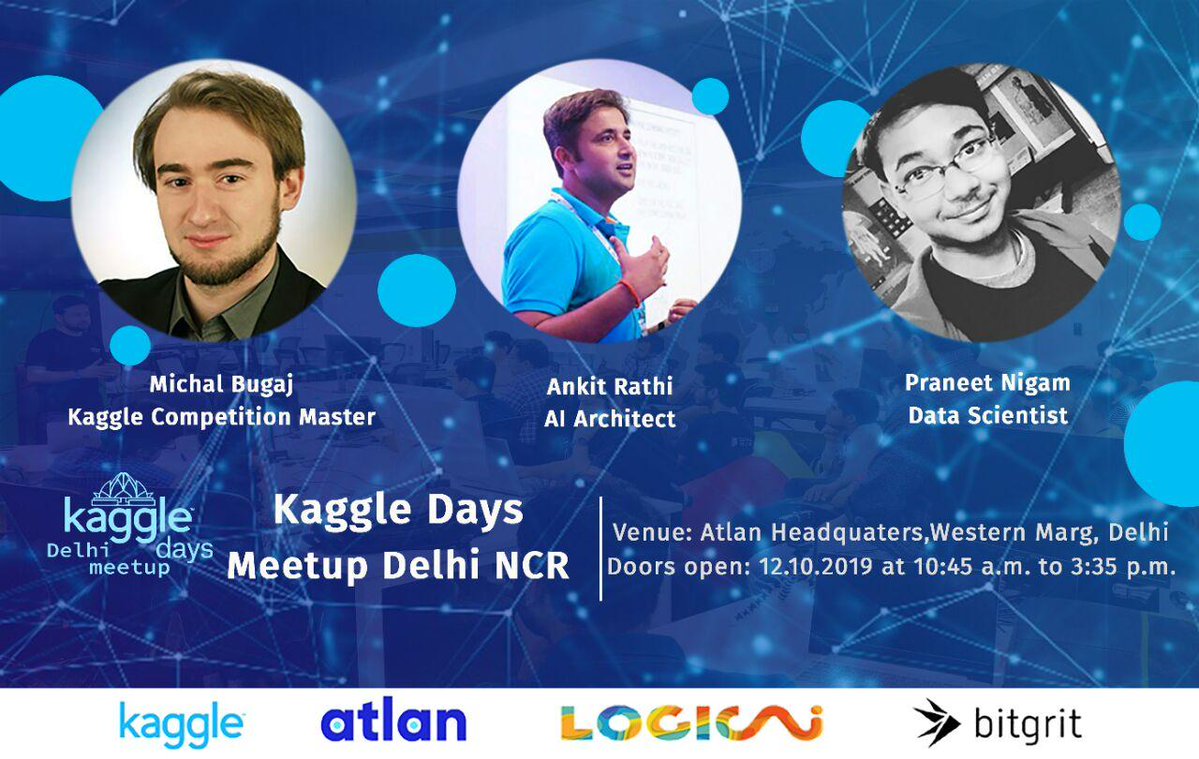 Michal Bugaj
Kaggle Competition Master
Ankit Rathi
AI Architect
Praneet Nigam
Data Scientist
kaggle
Delhi days
meetup
Kaggle Days
Meetup Delhi NCR
Venue: Atlan Headquaters,Western Marg, Delhi
Doors open: 12.10.2019 at 10:45 a.m. to 3:35 p.m.
kaggle
atlan
LOGICAi
bitgrit